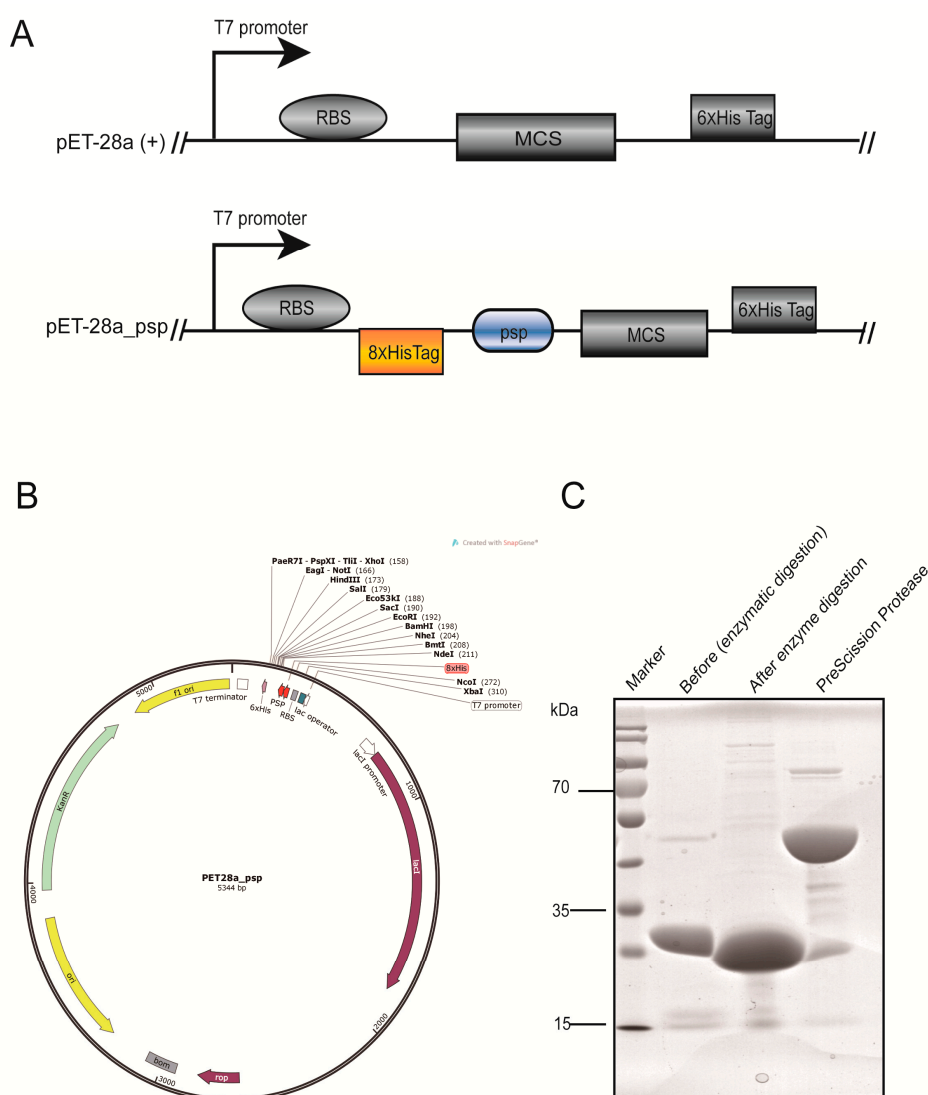 A
T7 promoter
RBS
MCS
6xHis Tag
pET-28a (+)
T7 promoter
RBS
8xHisTag
psp
MCS
6xHis Tag
pET-28a_psp
B
Created with SnapGene®
PaeR7I - PspXI - TliI - XhoI (158)
EagI - NotI (166)
HindIII (173)
SalI (179)
Eco53kI (188)
SacI (190)
EcoRI (192)
BamHI (198)
NheI (204)
BmtI (208)
NdeI (211)
8xHis
NcoI (272)
XbaI (310)
T7 promoter
5000
f1 ori
T7 terminator
6xHis
PSP
RBS
lac operator
lacI promoter
1000
KanR
lacI
PET28a_psp
5344 bp
4000
ori
2000
bom
rop
3000
C
Marker
Before (enzymatic digestion)
After enzyme digestion
PreScission Protease
kDa
70
35
15